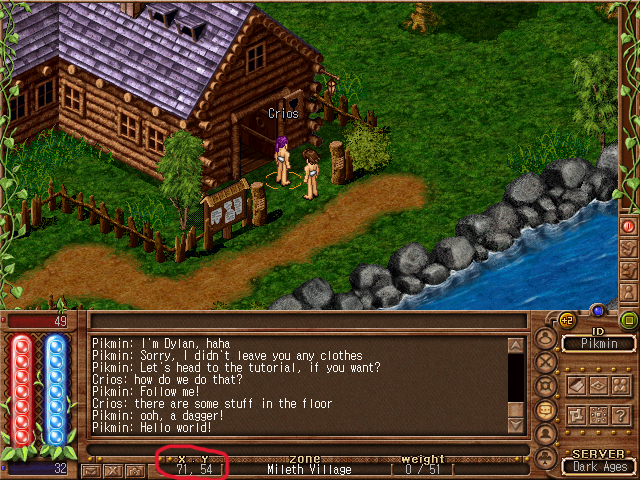 Crios
49
Pikmin: I'm Dylan, haha
Pikmin: Sorry, I didn't leave you any clothes
Pikmin: Let's head to the tutorial, if you want?
Crios: how do we do that?
Pikmin: Follow me!
Crios: there are some stuff in the floor
Pikmin: ooh, a dagger!
Pikmin: Hello world!
+2
ID
Pikmin
?
x y zone weight
32 71, 54 Mileth Village 0 / 51
SERVER
Dark Ages